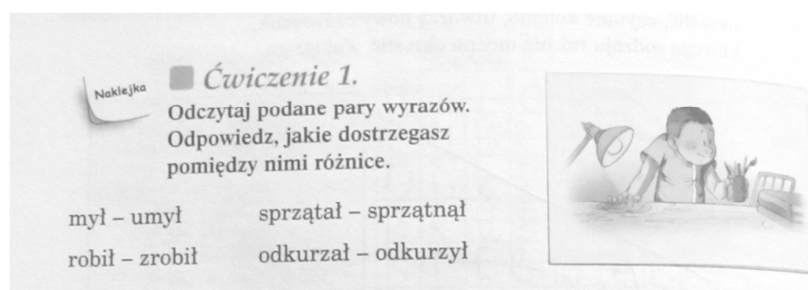 Naklejka
Ćwiczenie 1.
Odczytaj podane pary wyrazów.
Odpowiedz, jakie dostrzegasz
pomiędzy nimi różnice.
mył – umył sprzątał – sprzątnął
robił – zrobił odkurzał – odkurzył